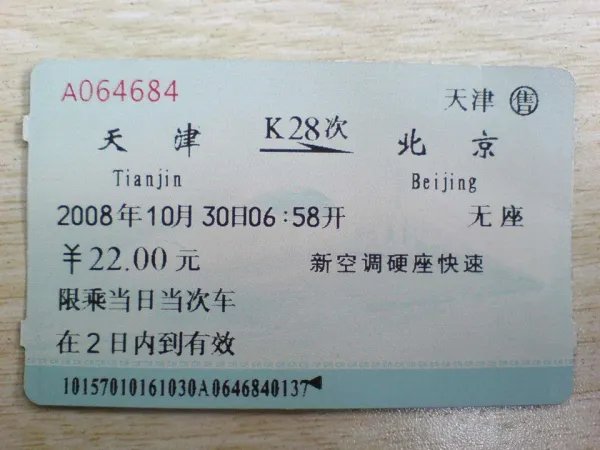 A064684
天津 售
天津 K28次 北京
Tianjin Beijing
2008年10月30日06:58开 无座
¥22.00元 新空调硬座快速
限乘当日当次车
在2日内到有效
10157010161030A0646840137